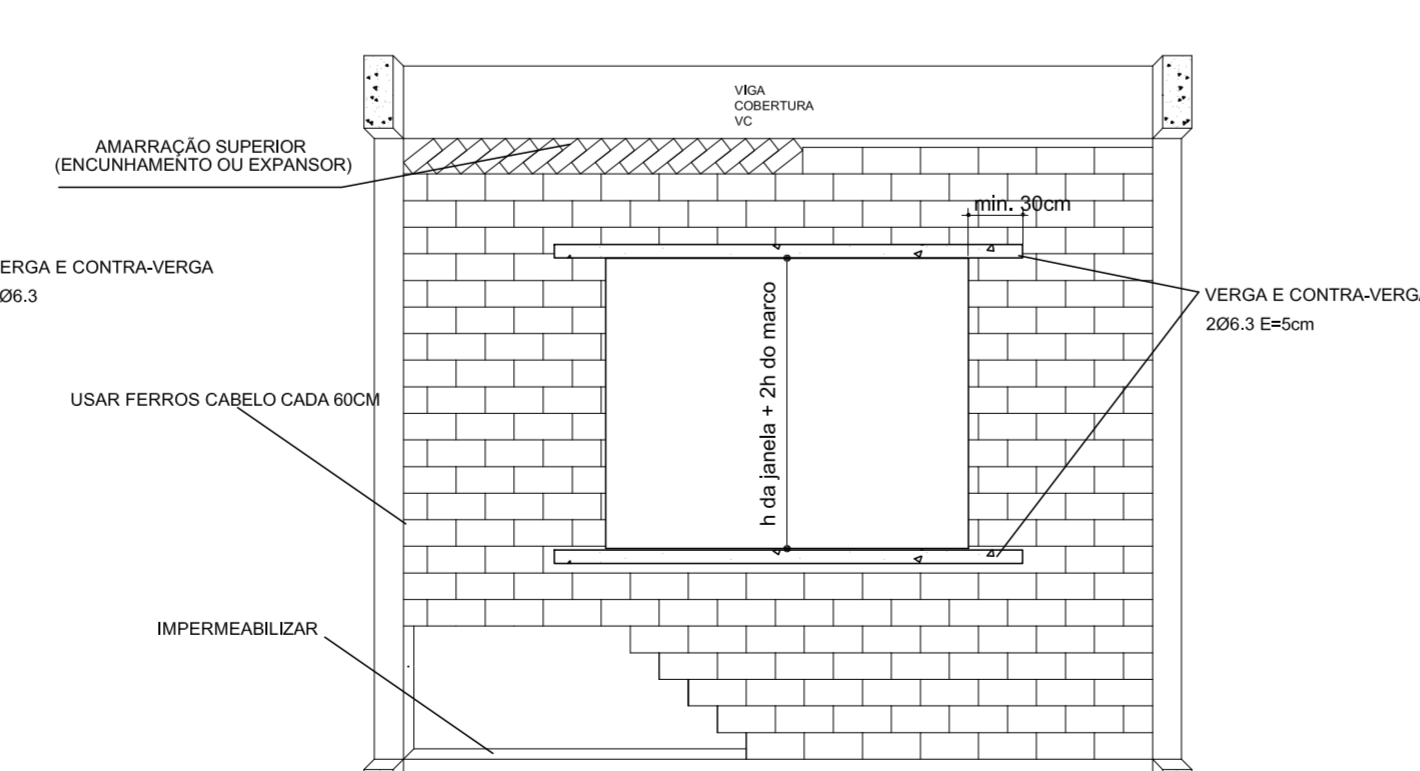 VIGA
COBERTURA
VC
AMARRAÇÃO SUPERIOR
(ENCUNHAMENTO OU EXPANSOR)
min. 30cm
ERGA E CONTRA-VERGA
Ø6.3
h da janela + 2h do marco
VERGA E CONTRA-VERGA
2Ø6.3 E=5cm
USAR FERROS CABELO CADA 60CM
IMPERMEABILIZAR